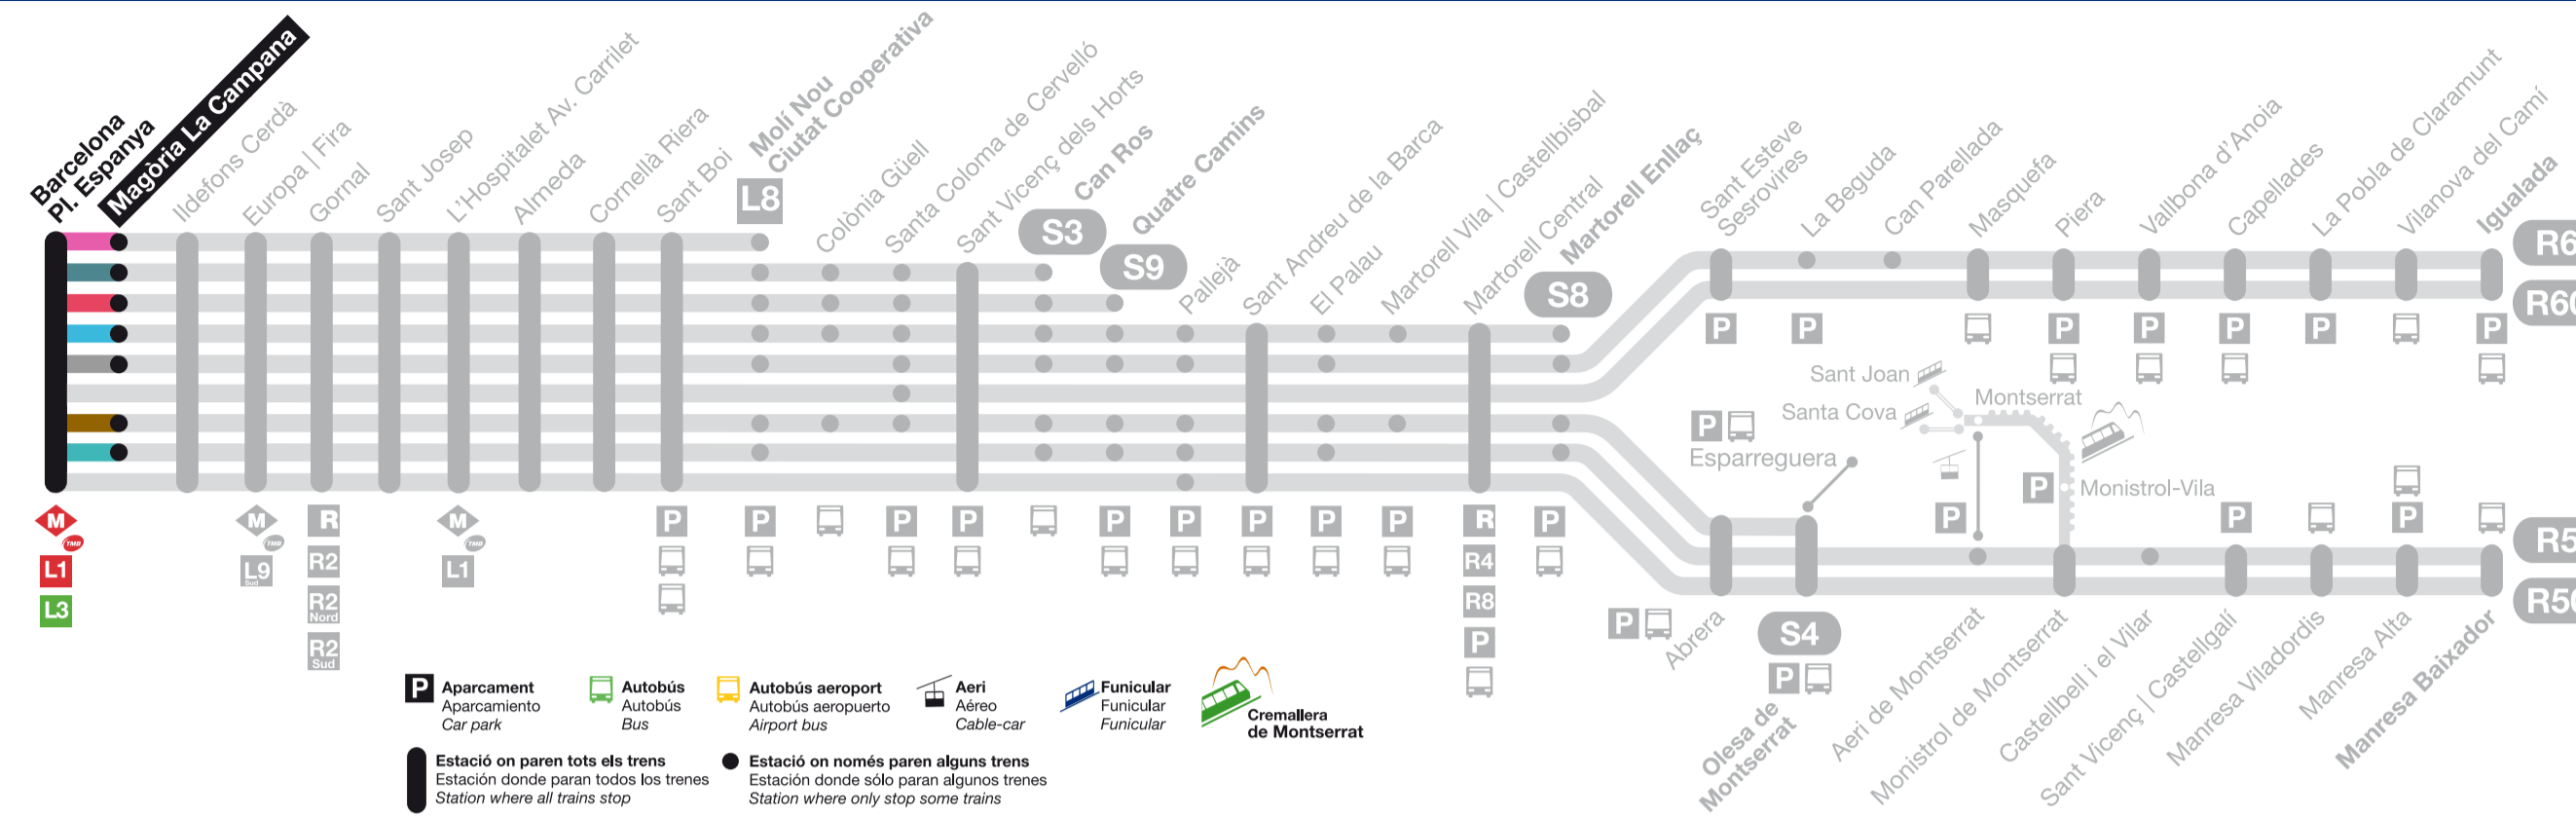 Barcelona
Pl. Espanya
Magòria La Campana
Ildefons Cerdà
Europa | Fira
Gornal
Sant Josep
L'Hospitalet Av. Carrilet
Almeda
Cornellà Riera
Sant Boi
Molí Nou
Ciutat Cooperativa
L8
Colònia Güell
Santa Coloma de Cervelló
Sant Vicenç dels Horts
Can Ros
S3
Quatre Camins
S9
Pallejà
Sant Andreu de la Barca
El Palau
Martorell Vila | Castellbisbal
Martorell Central
Martorell Enllaç
S8
Sant Esteve
Sesrovires
La Beguda
Can Parellada
Masquefa
Piera
Vallbona d'Anoia
Capellades
La Pobla de Claramunt
Vilanova del Camí
Igualada
R6
R60
P
P
P
P
P
P
P
P
P
Sant Joan
Santa Cova
Montserrat
P
Esparreguera
P
P
Monistrol-Vila
P
P
R5
R50
M
TMB
L1
L3
M
TMB
L9
Sud
R
R2
R2
Nord
R2
Sud
M
TMB
L1
P
P
P
P
P
P
P
P
P
R
R4
R8
P
P
P
Abrera
S4
P
Olesa de
Montserrat
Aeri de Montserrat
Monistrol de Montserrat
Castellbell i el Vilar
Sant Vicenç | Castellgalí
Manresa Viladordis
Manresa Alta
Manresa Baixador
P
Aparcament
Aparcamiento
Car park
Autobús
Autobús
Bus
Autobús aeroport
Autobús aeropuerto
Airport bus
Aeri
Aéreo
Cable-car
Funicular
Funicular
Funicular
Cremallera
de Montserrat
Estació on paren tots els trens
Estación donde paran todos los trenes
Station where all trains stop
Estació on només paren alguns trens
Estación donde sólo paran algunos trenes
Station where only stop some trains